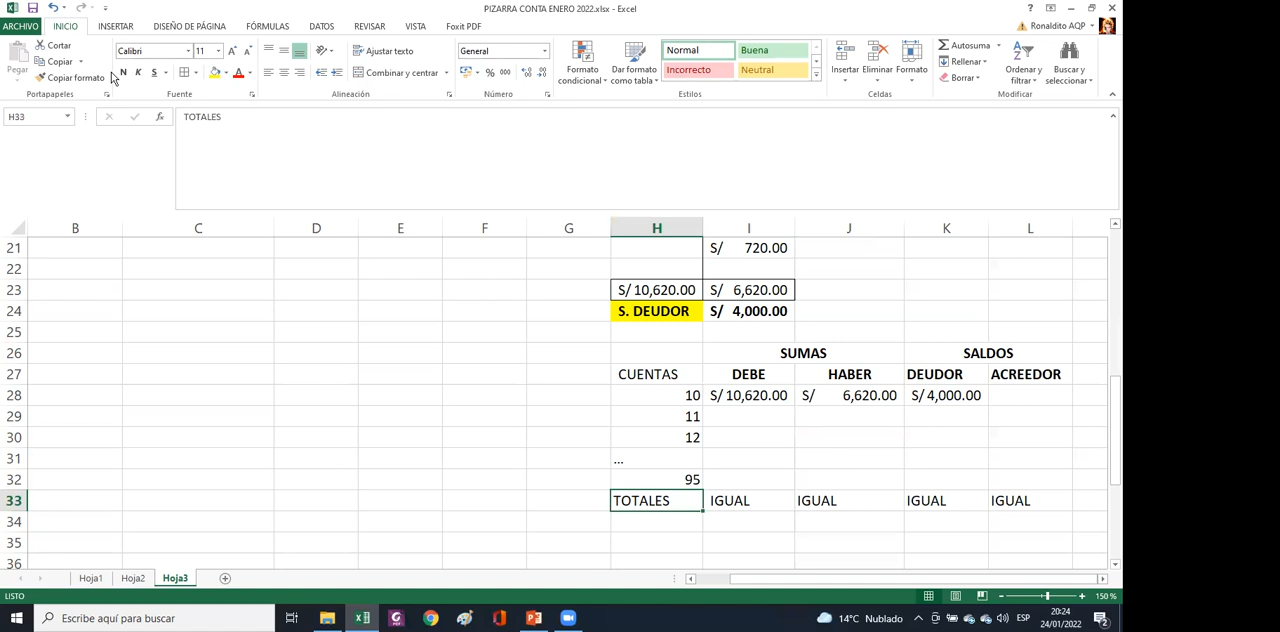 PIZARRA CONTA ENERO 2022.xlsx - Excel
ARCHIVO INICIO INSERTAR DISEÑO DE PÁGINA FÓRMULAS DATOS REVISAR VISTA Foxit PDF Ronaldito AQP
Pegar
Cortar
Copiar
Copiar formato
Portapapeles
Calibri 11
N K S
Fuente
Ajustar texto
Combinar y centrar
Alineación
General
% 000
Número
Formato condicional
Dar formato como tabla
Normal Buena
Incorrecto Neutral
Estilos
Insertar Eliminar Formato
Celdas
Autosuma
Rellenar
Borrar
Ordenar y filtrar
Buscar y seleccionar
Modificar
H33 fx TOTALES
B C D E F G H I J K L
21 S/ 720.00
22
23 S/ 10,620.00 S/ 6,620.00
24 S. DEUDOR S/ 4,000.00
25
26 SUMAS SALDOS
27 CUENTAS DEBE HABER DEUDOR ACREEDOR
28 10 S/ 10,620.00 S/ 6,620.00 S/ 4,000.00
29 11
30 12
31 ...
32 95
33 TOTALES IGUAL IGUAL IGUAL IGUAL
34
35
36
Hoja1 Hoja2 Hoja3
LISTO 150 %
Escribe aquí para buscar 14°C Nublado ESP 20:24
24/01/2022 2